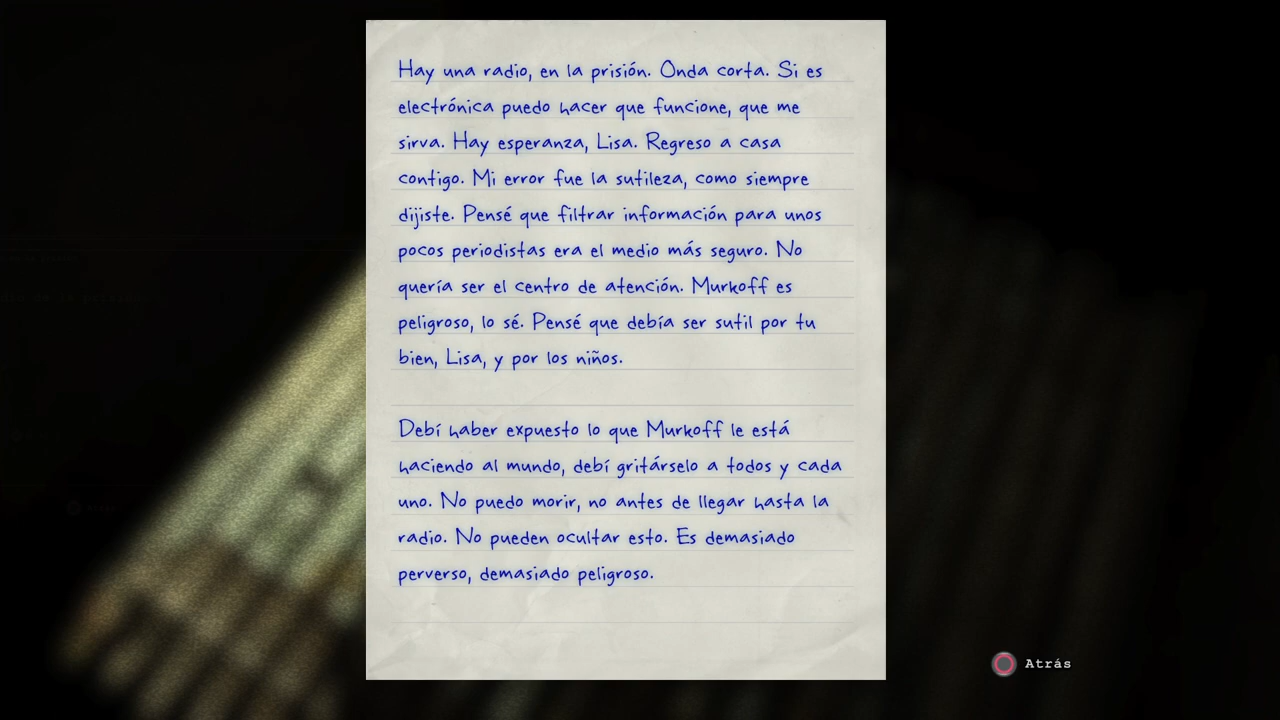 Hay una radio, en la prisión. Onda corta. Si es
electrónica puedo hacer que funcione, que me
sirva. Hay esperanza, Lisa. Regreso a casa
contigo. Mi error fue la sutileza, como siempre
dijiste. Pensé que filtrar información para unos
pocos periodistas era el medio más seguro. No
quería ser el centro de atención. Murkoff es
peligroso, lo sé. Pensé que debía ser sutil por tu
bien, Lisa, y por los niños.
Debí haber expuesto lo que Murkoff le está
haciendo al mundo, debí gritárselo a todos y cada
uno. No puedo morir, no antes de llegar hasta la
radio. No pueden ocultar esto. Es demasiado
perverso, demasiado peligroso.
Atrás